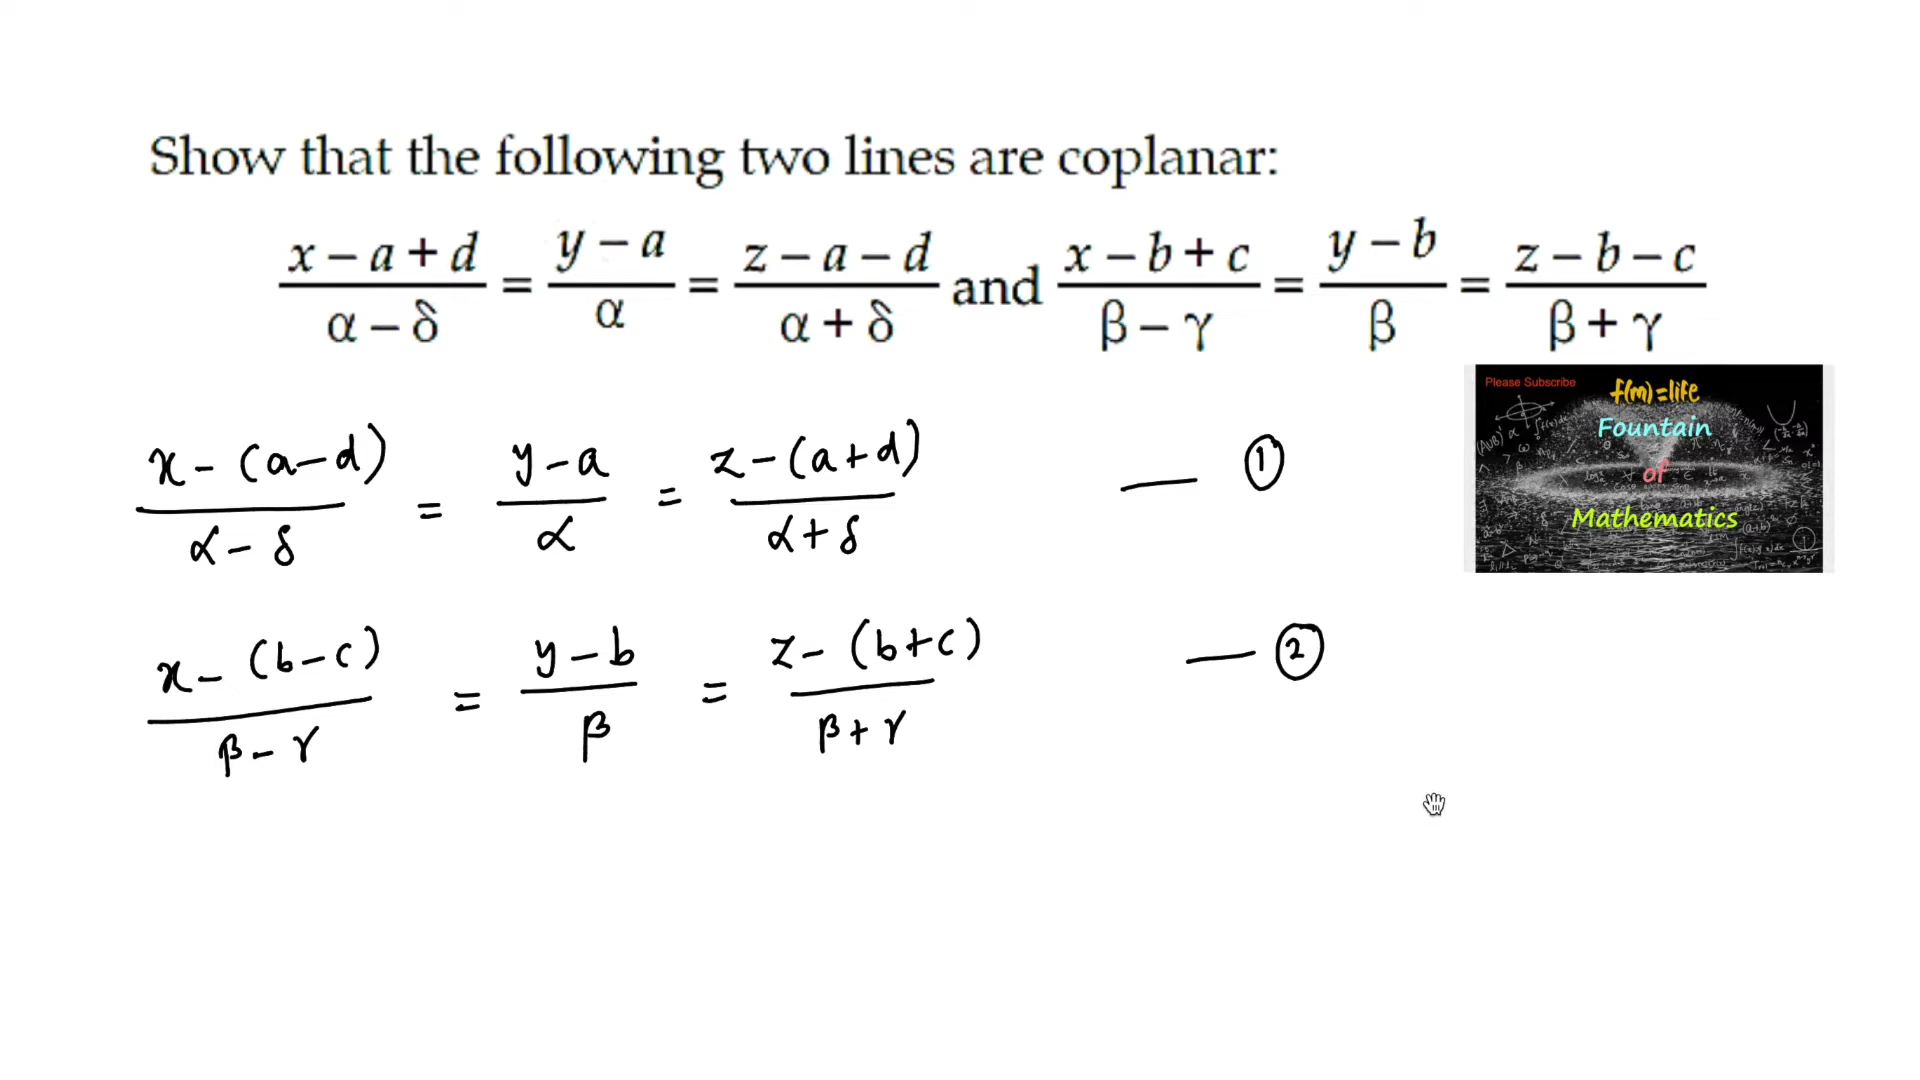 Show that the following two lines are coplanar:
(x − a + d)/(α − δ) = (y − a)/α = (z − a − d)/(α + δ) and (x − b + c)/(β − γ) = (y − b)/β = (z − b − c)/(β + γ)
(x − (a − d))/(α − δ) = (y − a)/α = (z − (a + d))/(α + δ) — ①
Please Subscribe
f(m)=life
Fountain
of
Mathematics
(x − (b − c))/(β − γ) = (y − b)/β = (z − (b + c))/(β + γ) — ②